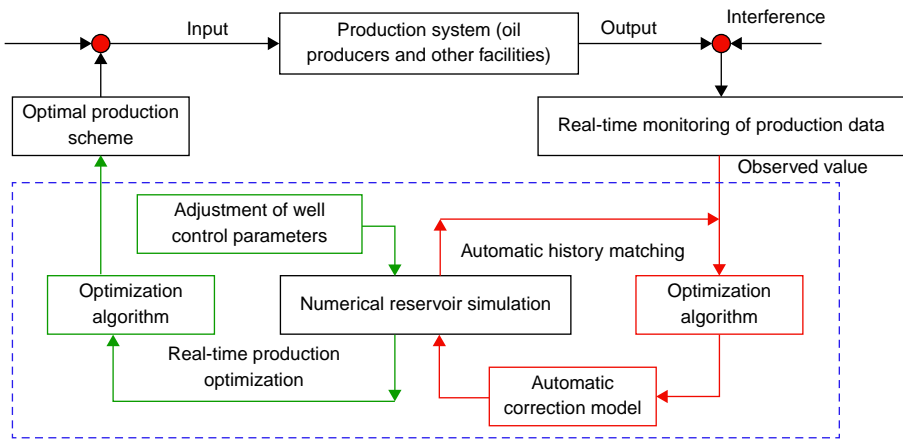 Input
Production system (oil
producers and other facilities)
Output
Interference
Optimal production
scheme
Real-time monitoring of production data
Observed value
Adjustment of well
control parameters
Automatic history matching
Optimization
algorithm
Numerical reservoir simulation
Optimization
algorithm
Real-time production
optimization
Automatic
correction model